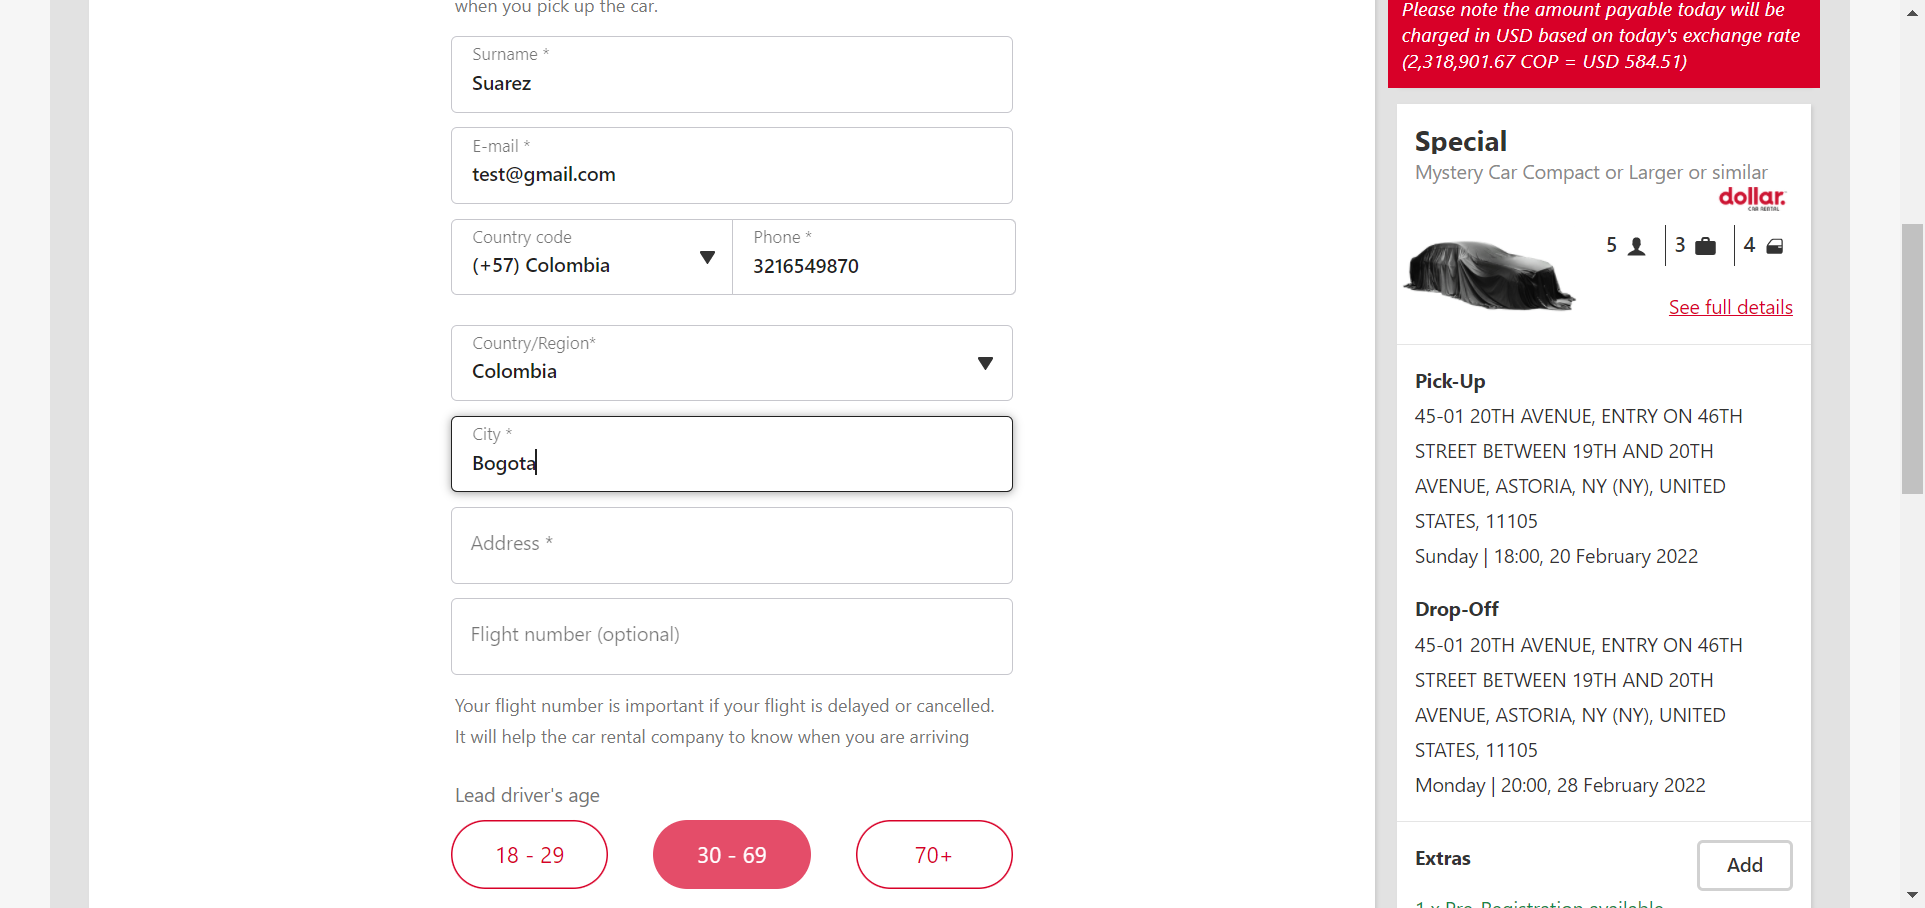 when you pick up the car.
Surname *
Suarez
E-mail *
test@gmail.com
Country code
(+57) Colombia
Phone *
3216549870
Country/Region*
Colombia
City *
Bogota
Address *
Flight number (optional)
Your flight number is important if your flight is delayed or cancelled.
It will help the car rental company to know when you are arriving
Lead driver's age
18 - 29
30 - 69
70+
Please note the amount payable today will be
charged in USD based on today's exchange rate
(2,318,901.67 COP = USD 584.51)
Special
Mystery Car Compact or Larger or similar
dollar.
CAR RENTAL
5
3
4
See full details
Pick-Up
45-01 20TH AVENUE, ENTRY ON 46TH
STREET BETWEEN 19TH AND 20TH
AVENUE, ASTORIA, NY (NY), UNITED
STATES, 11105
Sunday | 18:00, 20 February 2022
Drop-Off
45-01 20TH AVENUE, ENTRY ON 46TH
STREET BETWEEN 19TH AND 20TH
AVENUE, ASTORIA, NY (NY), UNITED
STATES, 11105
Monday | 20:00, 28 February 2022
Extras
Add
1 x Pre-Registration available